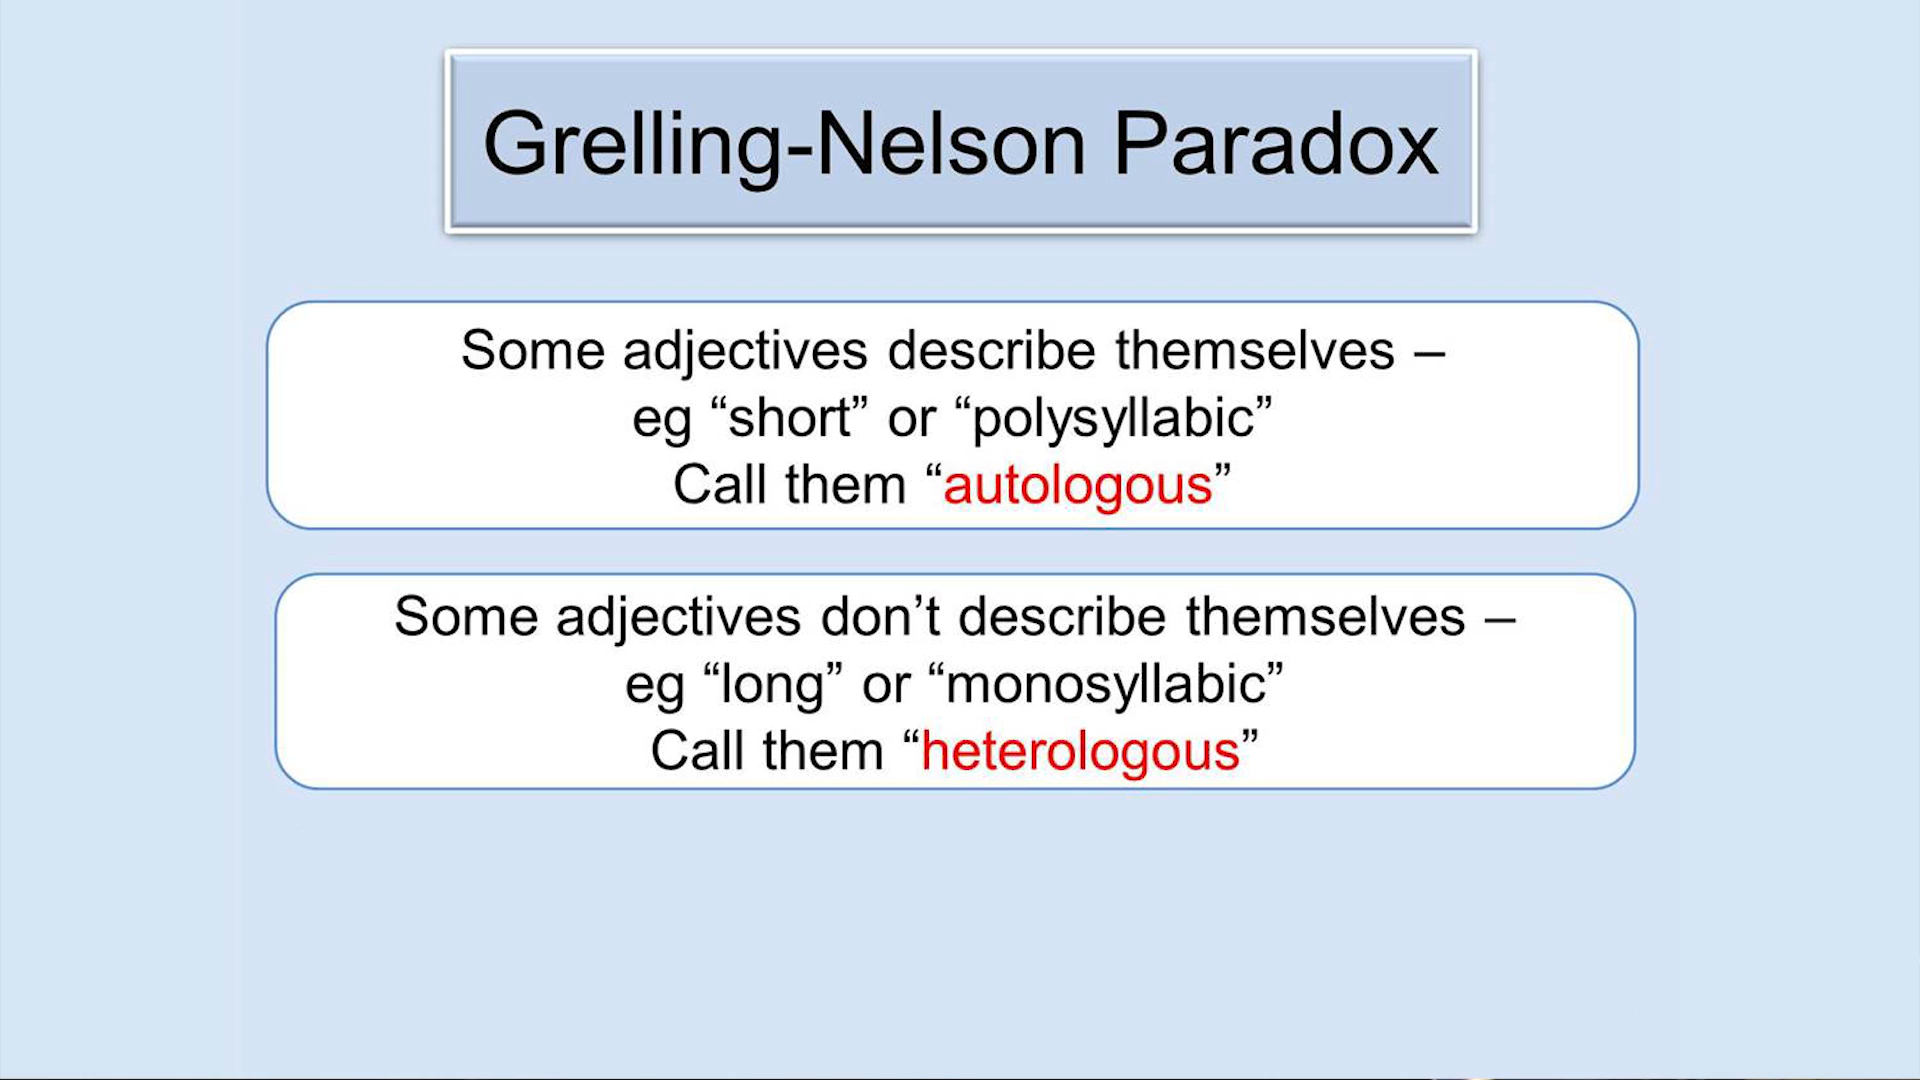 Grelling-Nelson Paradox
Some adjectives describe themselves –
eg “short” or “polysyllabic”
Call them “autologous”
Some adjectives don’t describe themselves –
eg “long” or “monosyllabic”
Call them “heterologous”